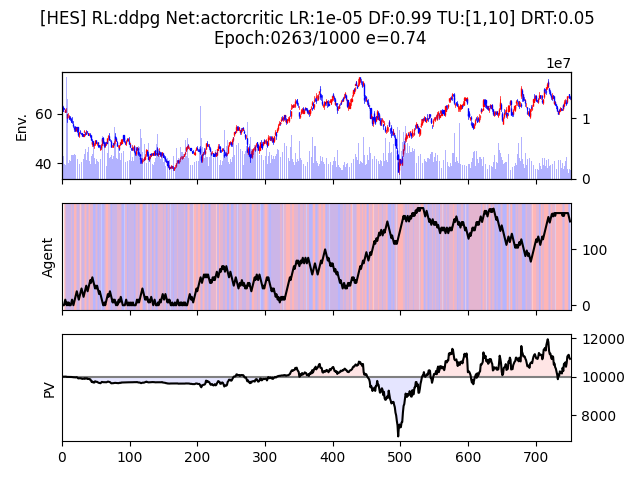 [HES] RL:ddpg Net:actorcritic LR:1e-05 DF:0.99 TU:[1,10] DRT:0.05
Epoch:0263/1000 e=0.74
1e7
Env.
60
40
1
0
Agent
100
0
PV
12000
10000
8000
0 100 200 300 400 500 600 700